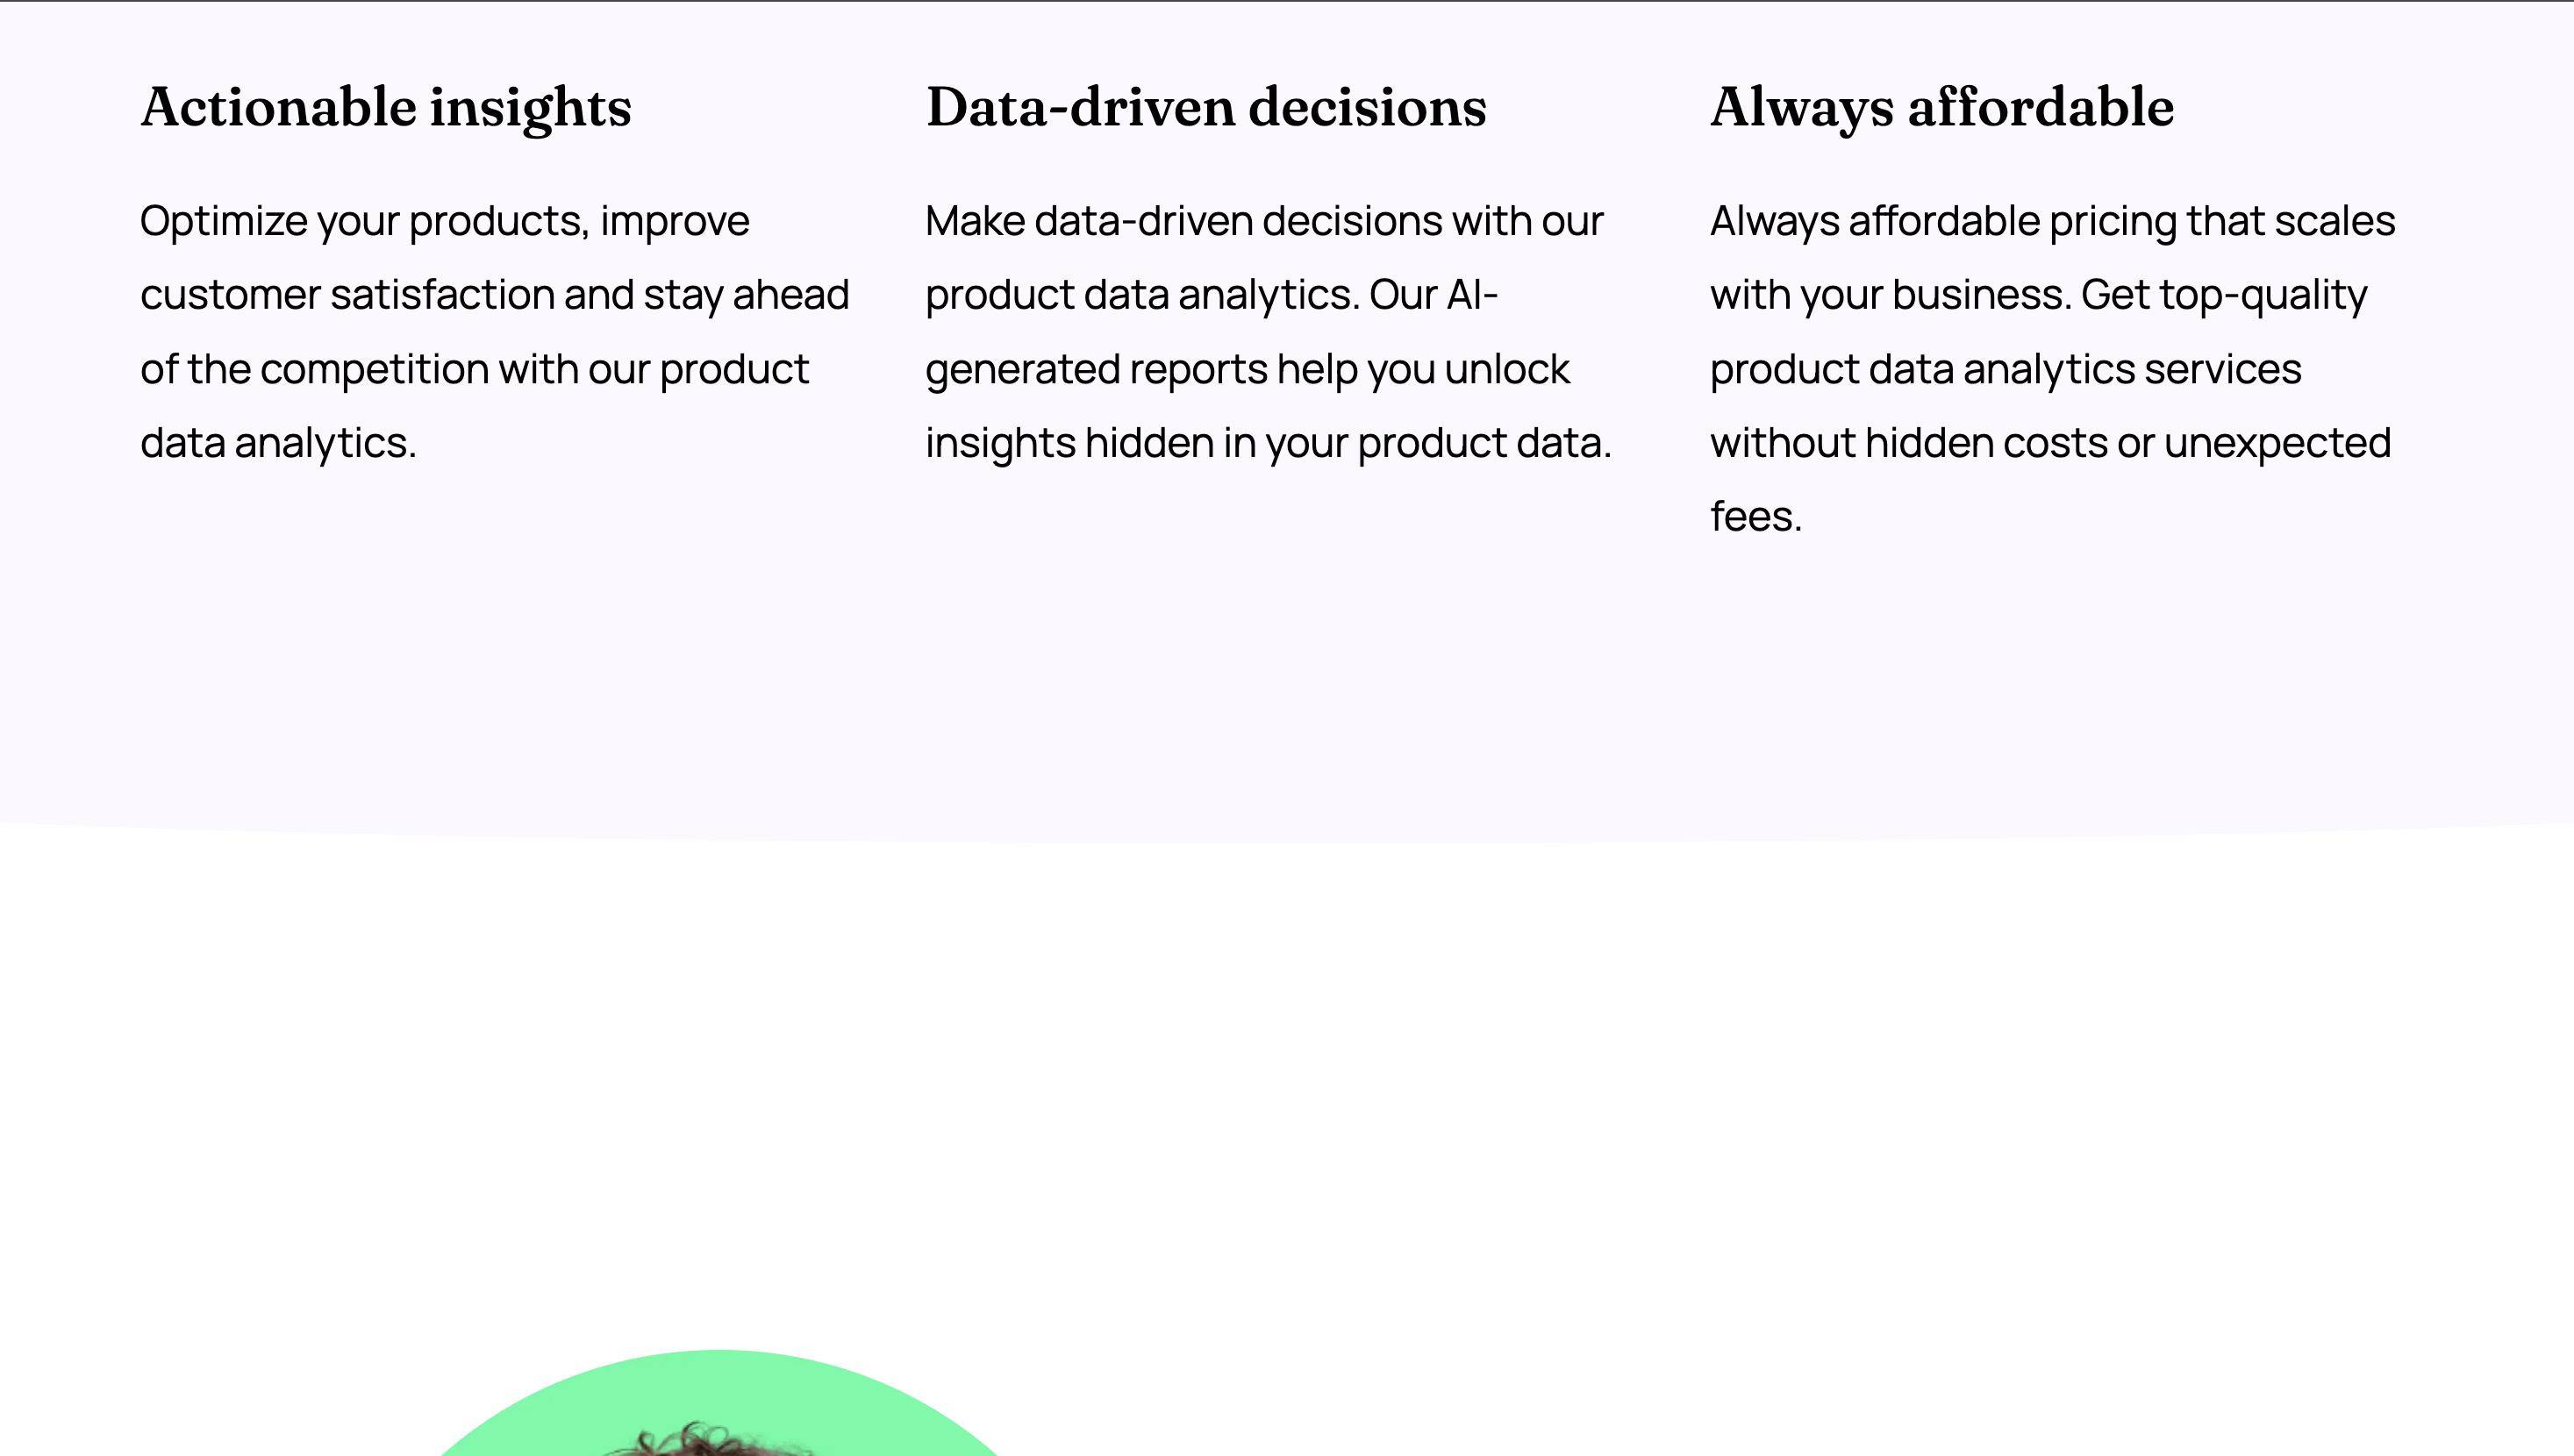 Actionable insights
Optimize your products, improve
customer satisfaction and stay ahead
of the competition with our product
data analytics.
Data-driven decisions
Make data-driven decisions with our
product data analytics. Our AI-
generated reports help you unlock
insights hidden in your product data.
Always affordable
Always affordable pricing that scales
with your business. Get top-quality
product data analytics services
without hidden costs or unexpected
fees.